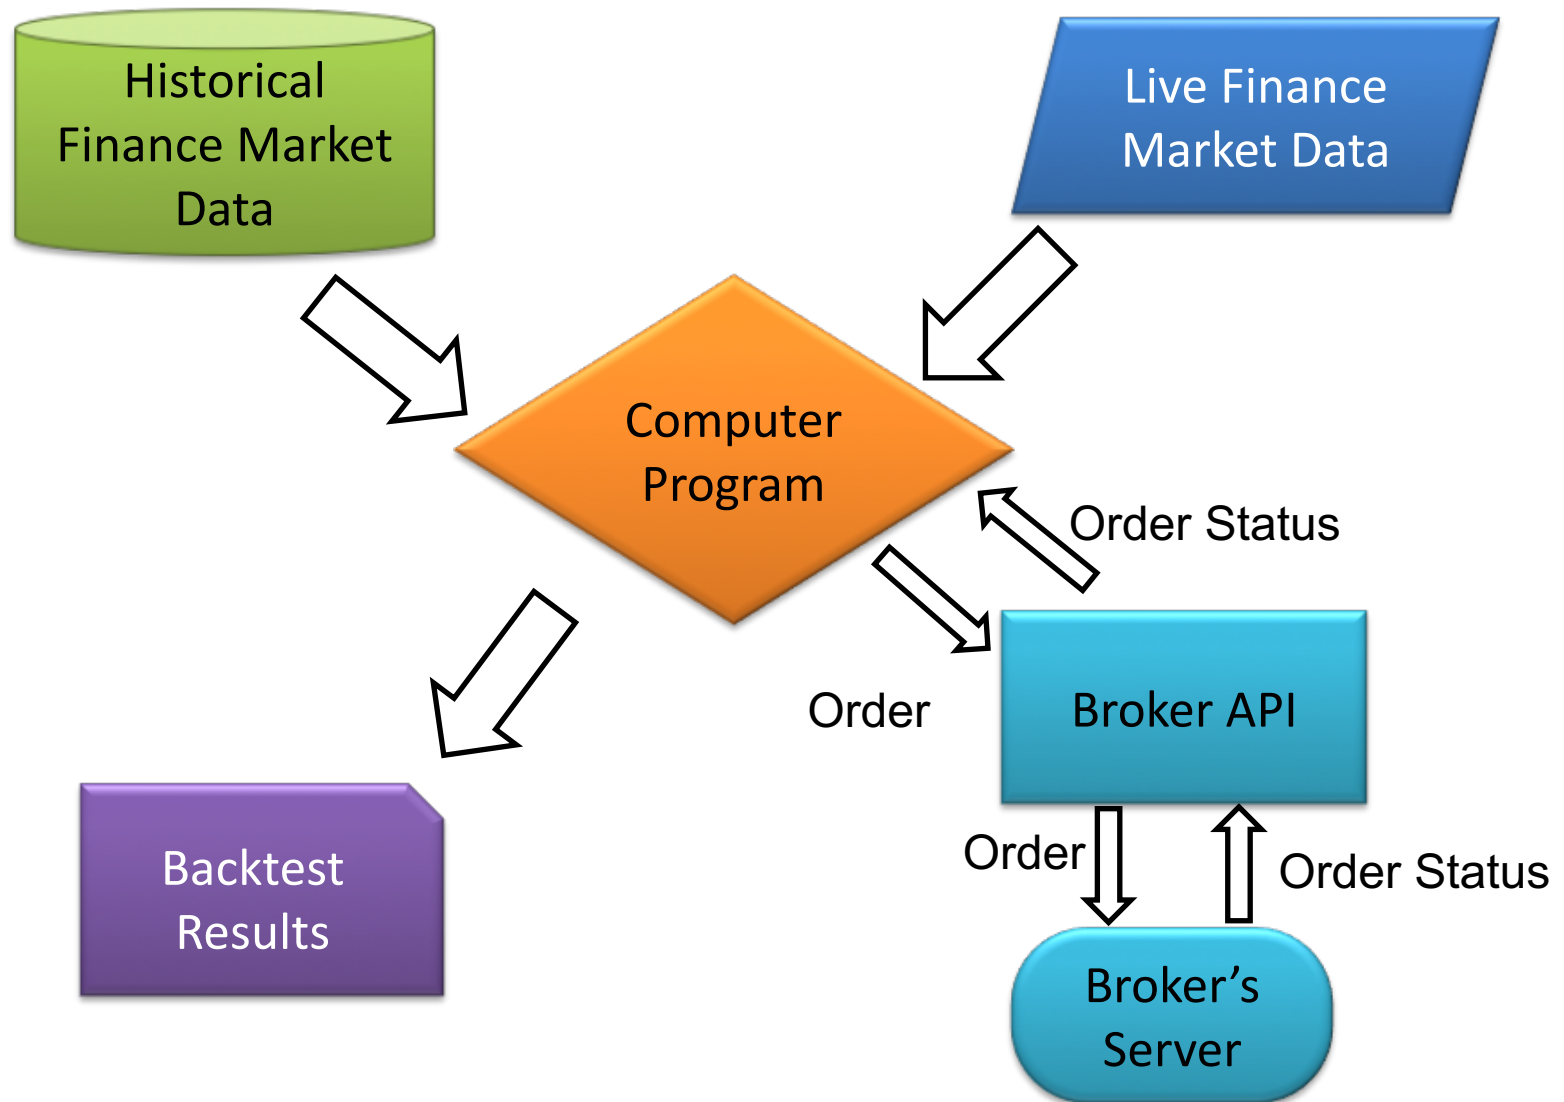 Historical
Finance Market
Data
Live Finance
Market Data
Computer
Program
Order Status
Order
Broker API
Order
Order Status
Backtest
Results
Broker’s
Server